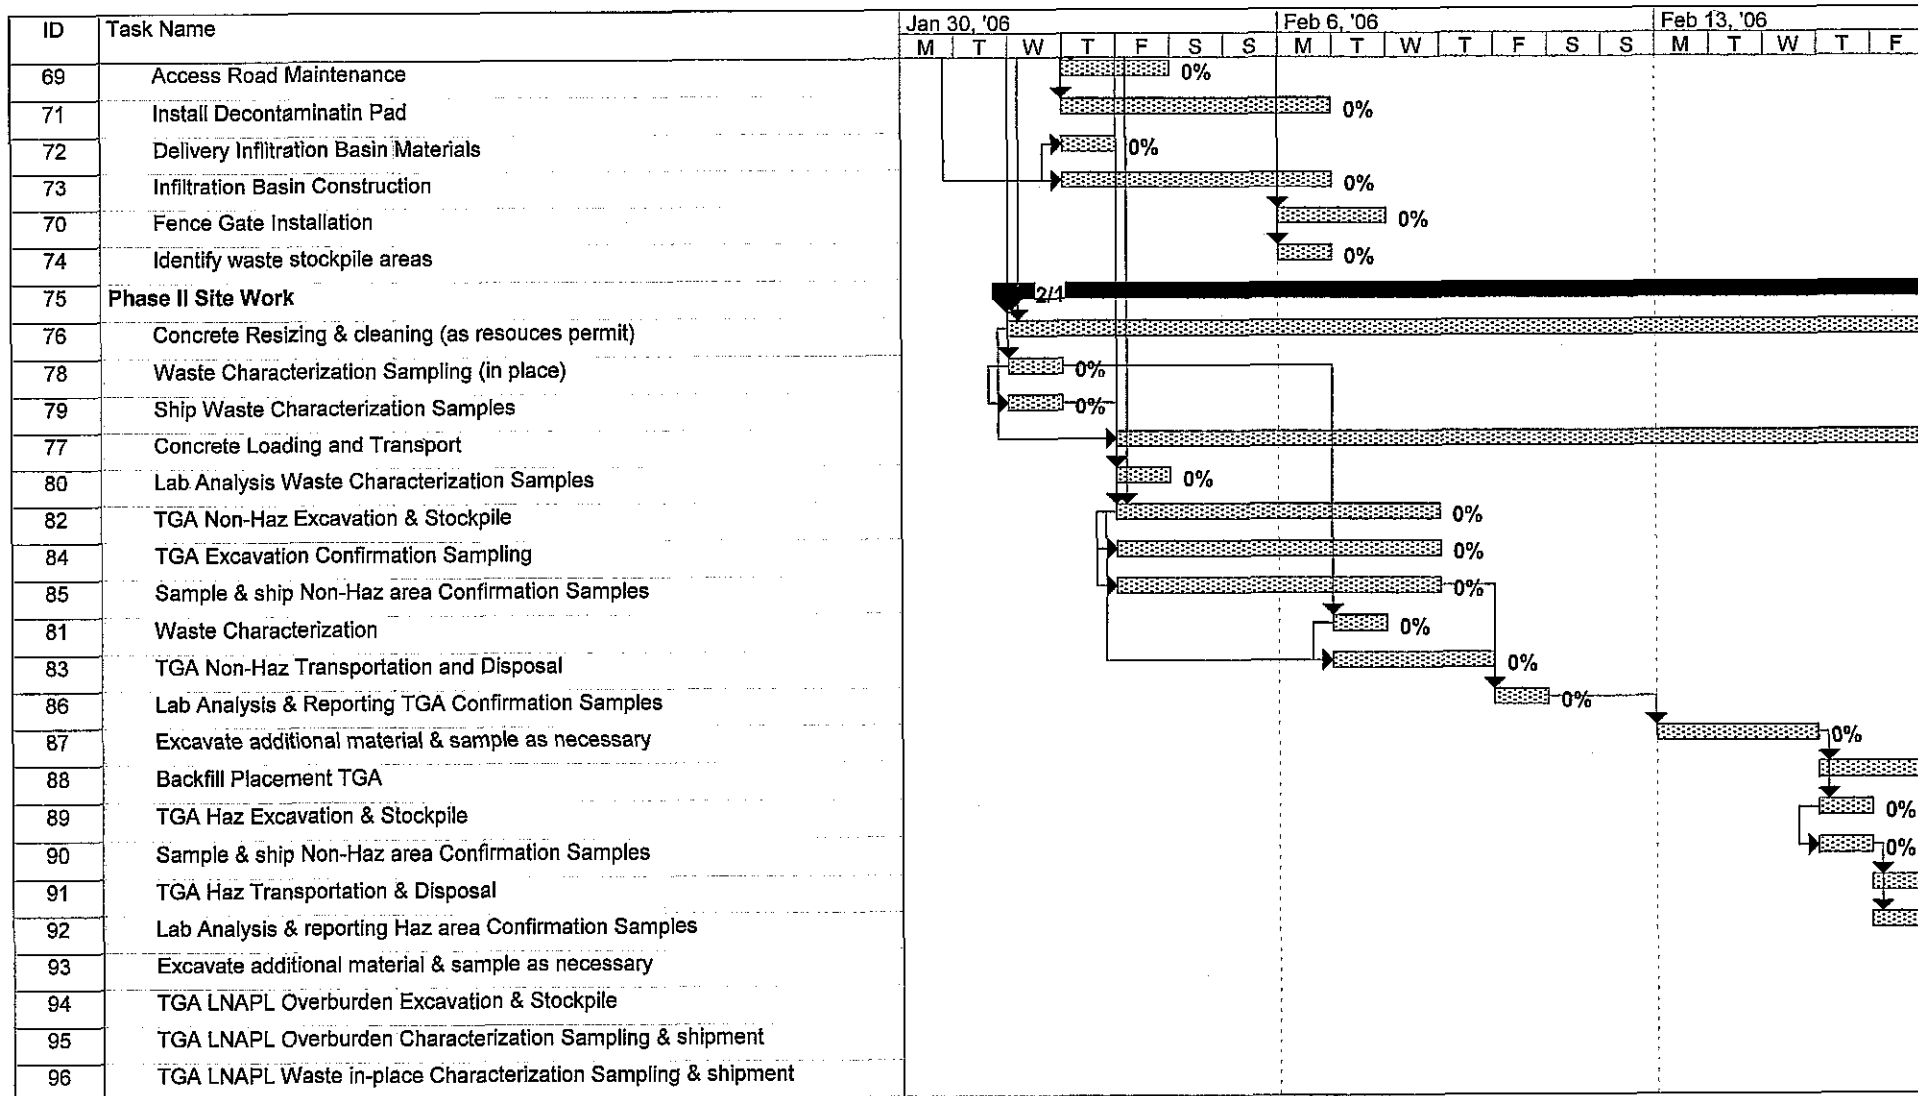 ID Task Name Jan 30, '06 Feb 6, '06 Feb 13, '06
M T W T F S S M T W T F S S M T W T F
69 Access Road Maintenance 0%
71 Install Decontaminatin Pad 0%
72 Delivery Infiltration Basin Materials 0%
73 Infiltration Basin Construction 0%
70 Fence Gate Installation 0%
74 Identify waste stockpile areas 0%
75 Phase II Site Work 2/1
76 Concrete Resizing & cleaning (as resouces permit)
78 Waste Characterization Sampling (in place) 0%
79 Ship Waste Characterization Samples 0%
77 Concrete Loading and Transport
80 Lab Analysis Waste Characterization Samples 0%
82 TGA Non-Haz Excavation & Stockpile 0%
84 TGA Excavation Confirmation Sampling 0%
85 Sample & ship Non-Haz area Confirmation Samples 0%
81 Waste Characterization 0%
83 TGA Non-Haz Transportation and Disposal 0%
86 Lab Analysis & Reporting TGA Confirmation Samples 0%
87 Excavate additional material & sample as necessary 0%
88 Backfill Placement TGA
89 TGA Haz Excavation & Stockpile 0%
90 Sample & ship Non-Haz area Confirmation Samples 0%
91 TGA Haz Transportation & Disposal
92 Lab Analysis & reporting Haz area Confirmation Samples
93 Excavate additional material & sample as necessary
94 TGA LNAPL Overburden Excavation & Stockpile
95 TGA LNAPL Overburden Characterization Sampling & shipment
96 TGA LNAPL Waste in-place Characterization Sampling & shipment